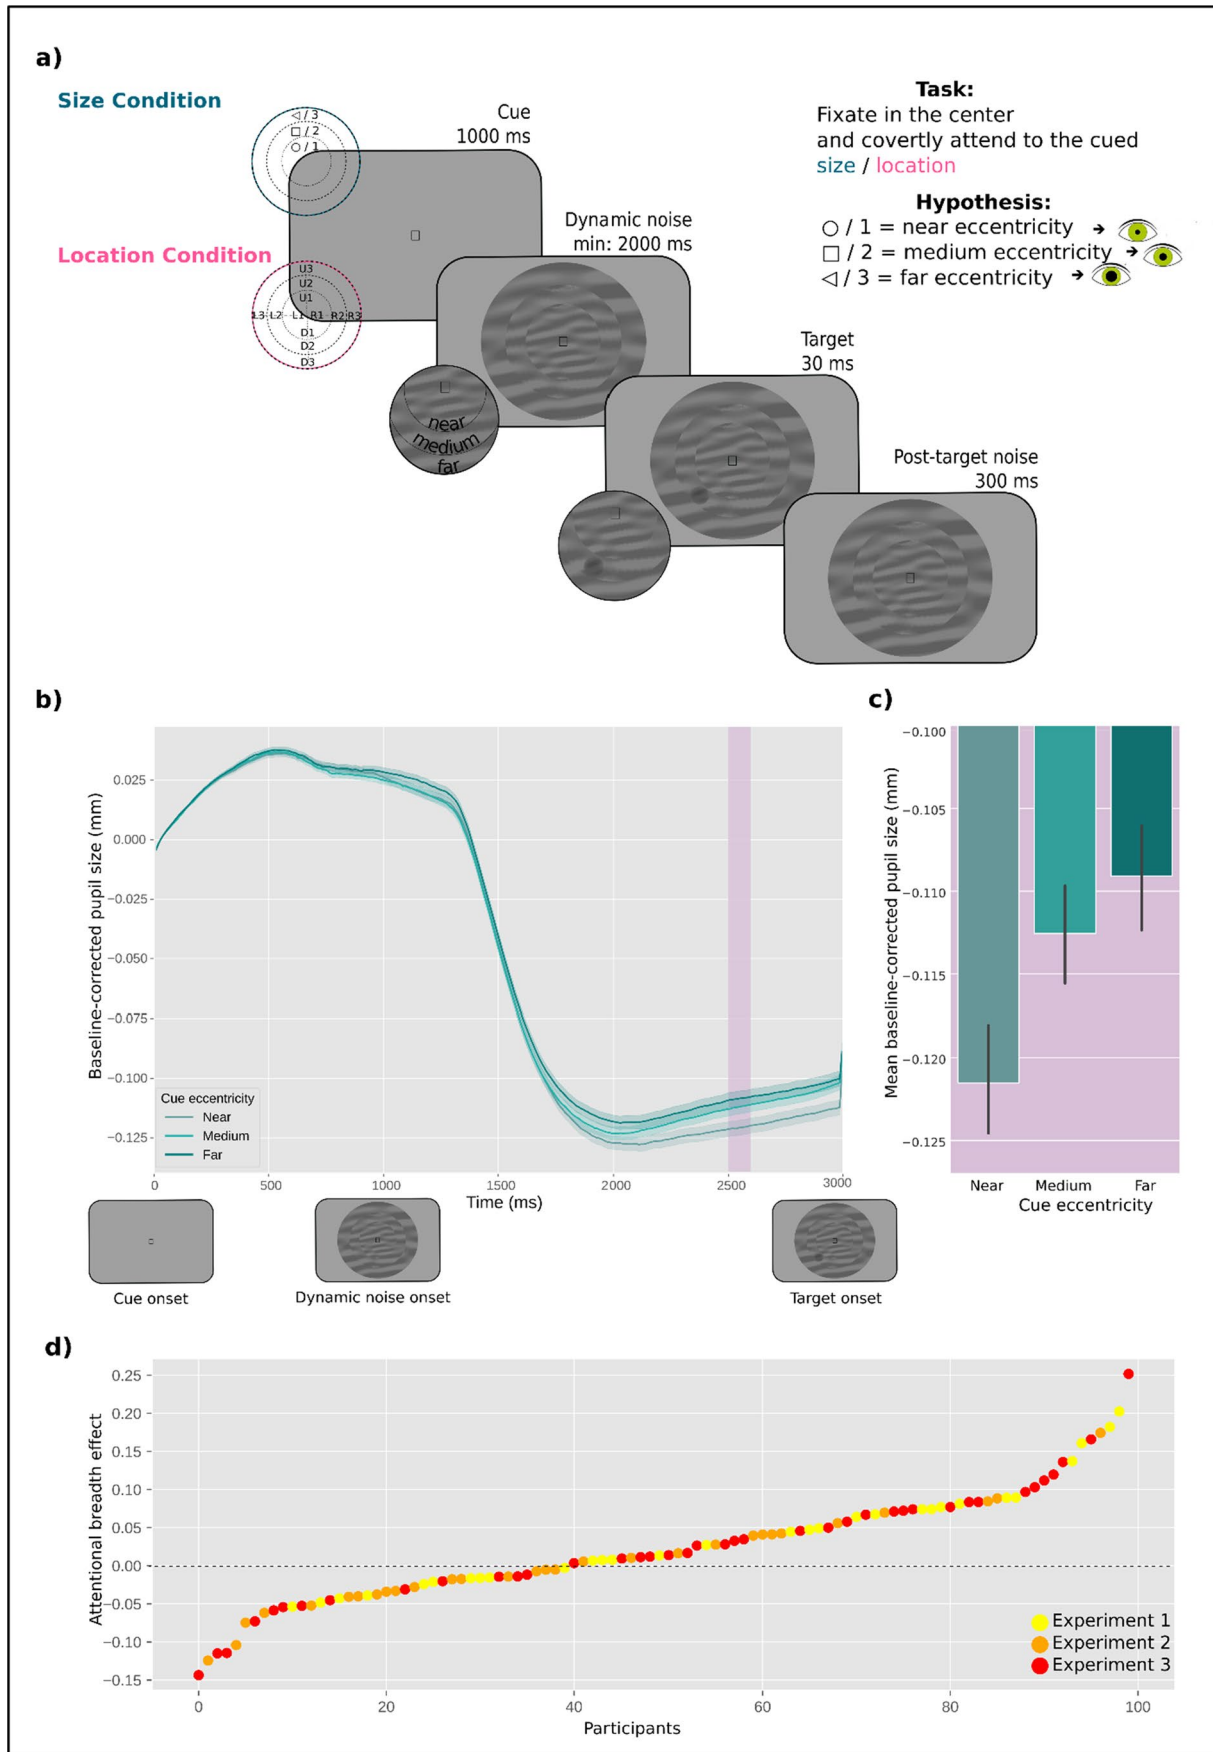 a)
Size Condition
◁ / 3
□ / 2
○ / 1
Cue
1000 ms
Task:
Fixate in the center
and covertly attend to the cued
size / location
Hypothesis:
○ / 1 = near eccentricity ➔
□ / 2 = medium eccentricity ➔
◁ / 3 = far eccentricity ➔
Location Condition
U3
U2
U1
L3 L2 L1 R1 R2 R3
D1
D2
D3
Dynamic noise
min: 2000 ms
near
medium
far
Target
30 ms
Post-target noise
300 ms
b)
Baseline-corrected pupil size (mm)
0.025
0.000
−0.025
−0.050
−0.075
−0.100
−0.125
Cue eccentricity
Near
Medium
Far
0 500 1000 1500 2000 2500 3000
Time (ms)
Cue onset
Dynamic noise onset
Target onset
c)
Mean baseline-corrected pupil size (mm)
−0.100
−0.105
−0.110
−0.115
−0.120
−0.125
Near Medium Far
Cue eccentricity
d)
Attentional breadth effect
0.25
0.20
0.15
0.10
0.05
0.00
−0.05
−0.10
−0.15
Experiment 1
Experiment 2
Experiment 3
0 20 40 60 80 100
Participants